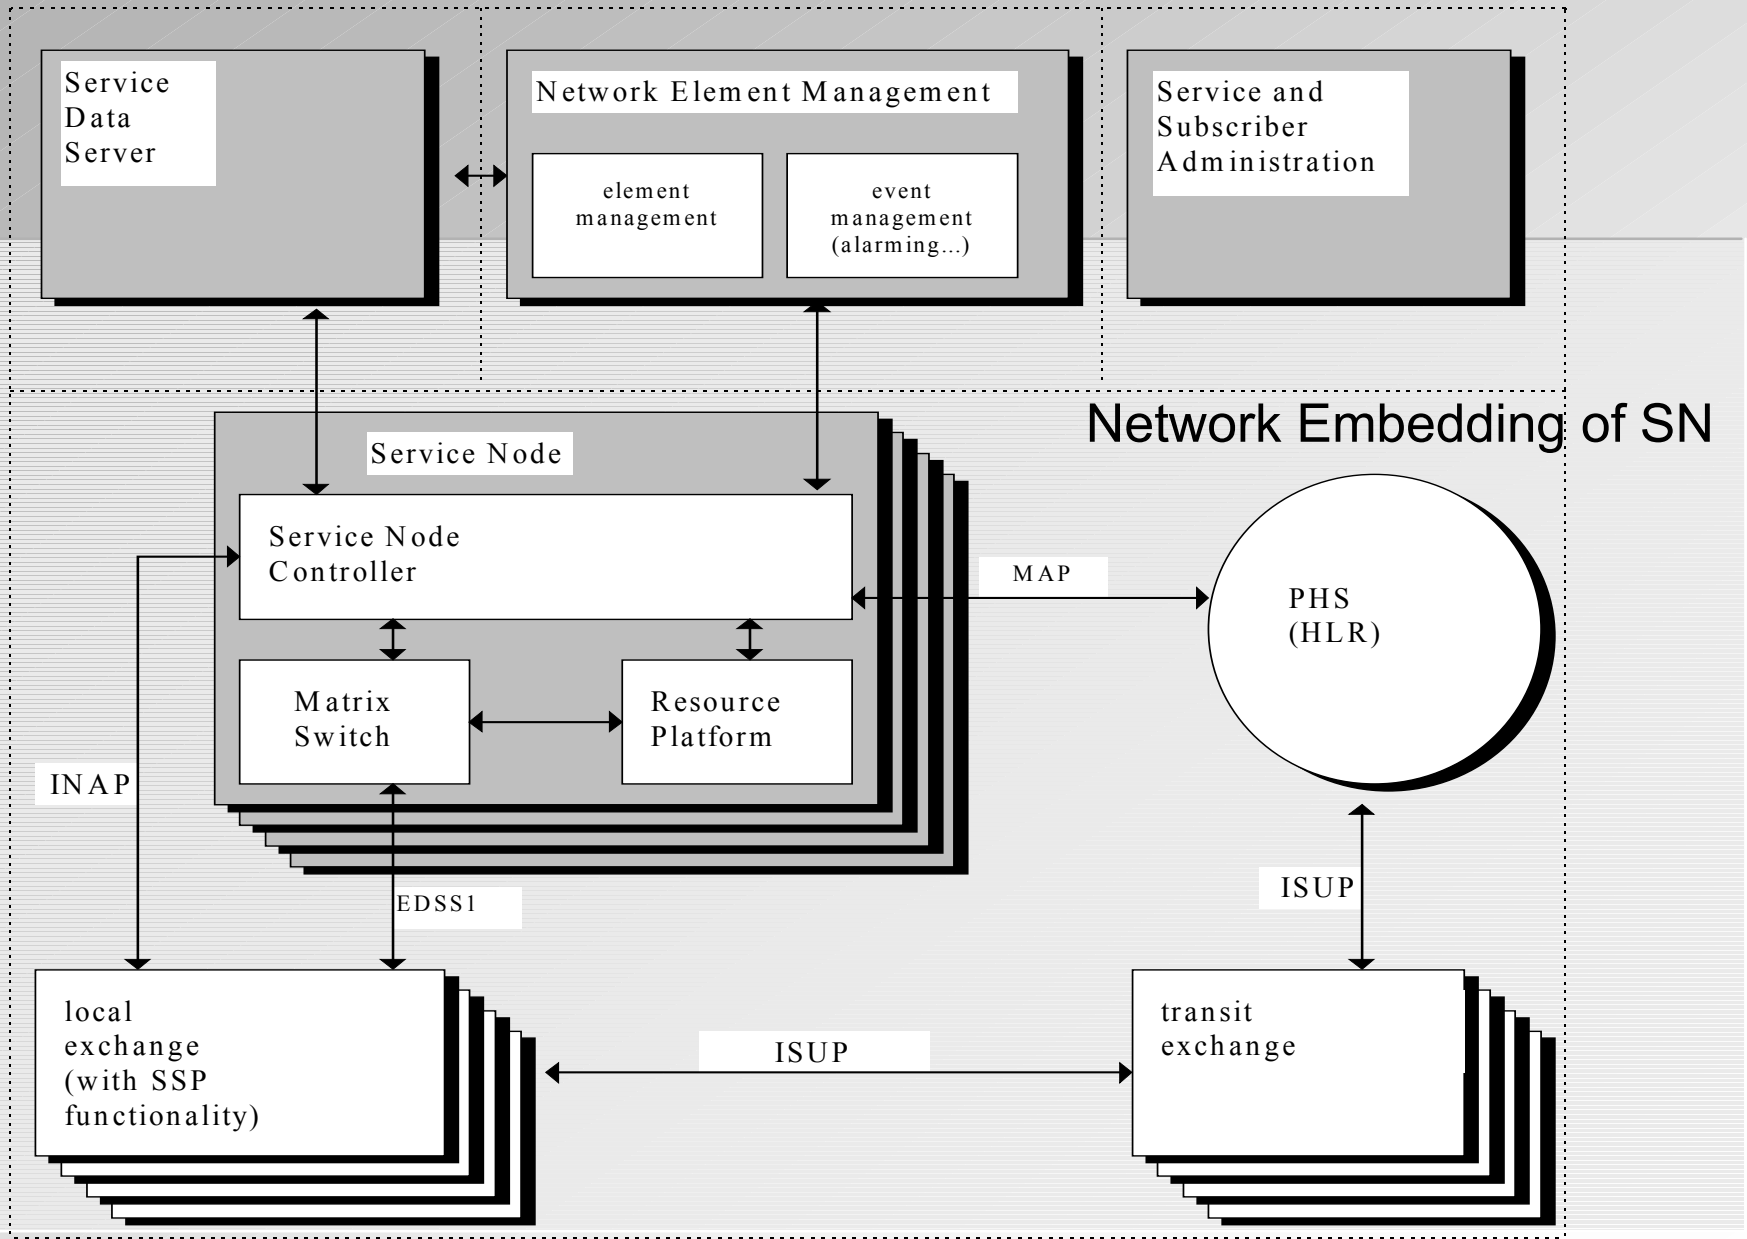 Service
Data
Server
Network Element Management
element
management
event
management
(alarming...)
Service and
Subscriber
Administration
Network Embedding of SN
Service Node
Service Node
Controller
MAP
PHS
(HLR)
Matrix
Switch
Resource
Platform
INAP
EDSS1
ISUP
local
exchange
(with SSP
functionality)
ISUP
transit
exchange